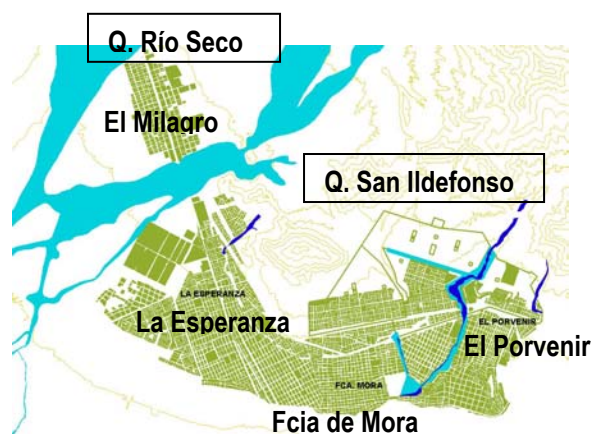 Q. Río Seco
El Milagro
Q. San Ildefonso
LA ESPERANZA
La Esperanza
EL PORVENIR
El Porvenir
FCA. MORA
Fcia de Mora